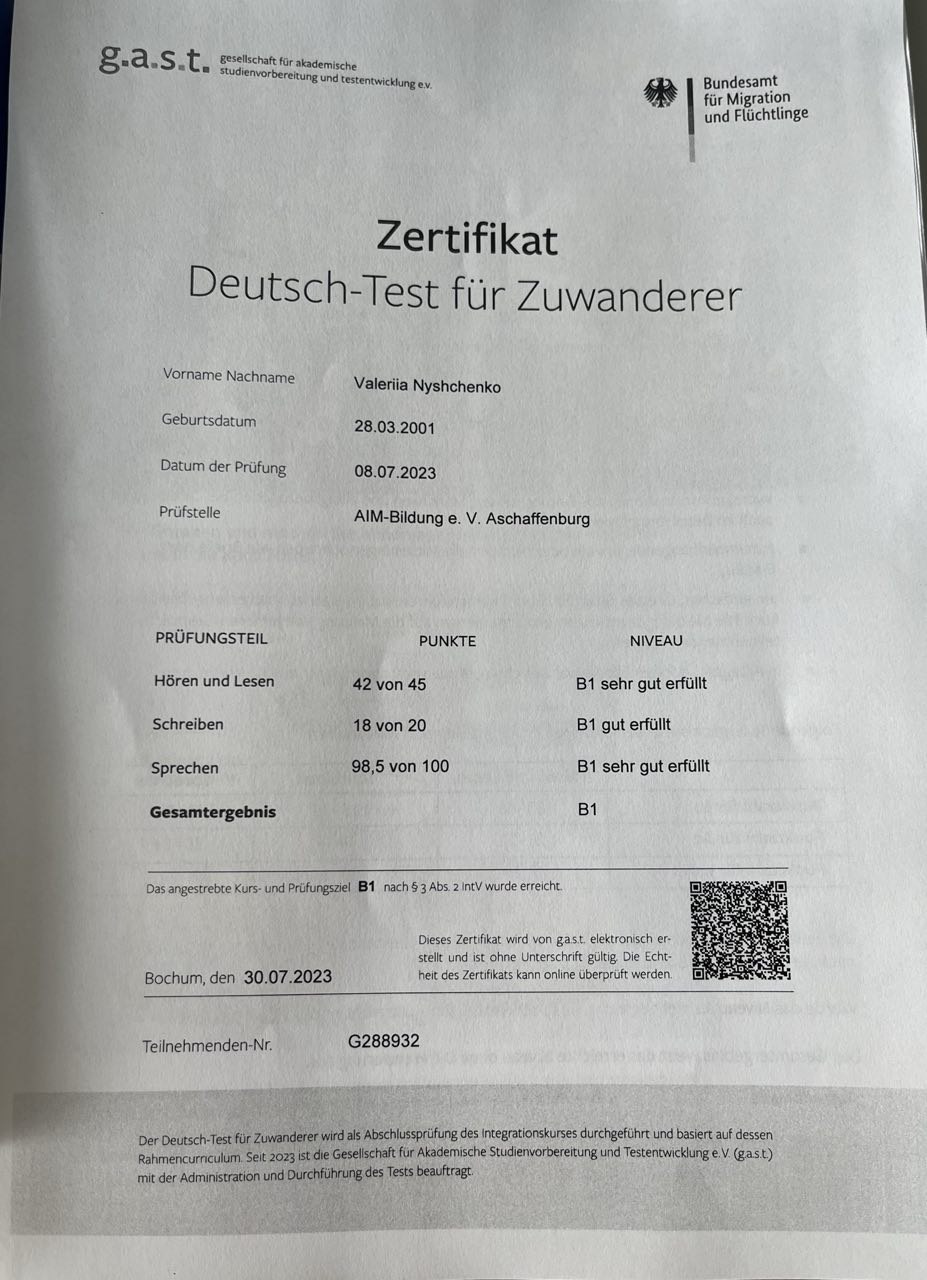 g.a.s.t. gesellschaft für akademische
studienvorbereitung und testentwicklung e.v.
Bundesamt
für Migration
und Flüchtlinge
Zertifikat
Deutsch-Test für Zuwanderer
Vorname Nachname Valeriia Nyshchenko
Geburtsdatum 28.03.2001
Datum der Prüfung 08.07.2023
Prüfstelle AIM-Bildung e. V. Aschaffenburg
PRÜFUNGSTEIL PUNKTE NIVEAU
Hören und Lesen 42 von 45 B1 sehr gut erfüllt
Schreiben 18 von 20 B1 gut erfüllt
Sprechen 98,5 von 100 B1 sehr gut erfüllt
Gesamtergebnis B1
Das angestrebte Kurs- und Prüfungsziel B1 nach § 3 Abs. 2 IntV wurde erreicht.
Dieses Zertifikat wird von g.a.s.t. elektronisch er-
stellt und ist ohne Unterschrift gültig. Die Echt-
heit des Zertifikats kann online überprüft werden.
Bochum, den 30.07.2023
Teilnehmenden-Nr. G288932
Der Deutsch-Test für Zuwanderer wird als Abschlussprüfung des Integrationskurses durchgeführt und basiert auf dessen
Rahmencurriculum. Seit 2023 ist die Gesellschaft für Akademische Studienvorbereitung und Testentwicklung e.V. (g.a.s.t.)
mit der Administration und Durchführung des Tests beauftragt.